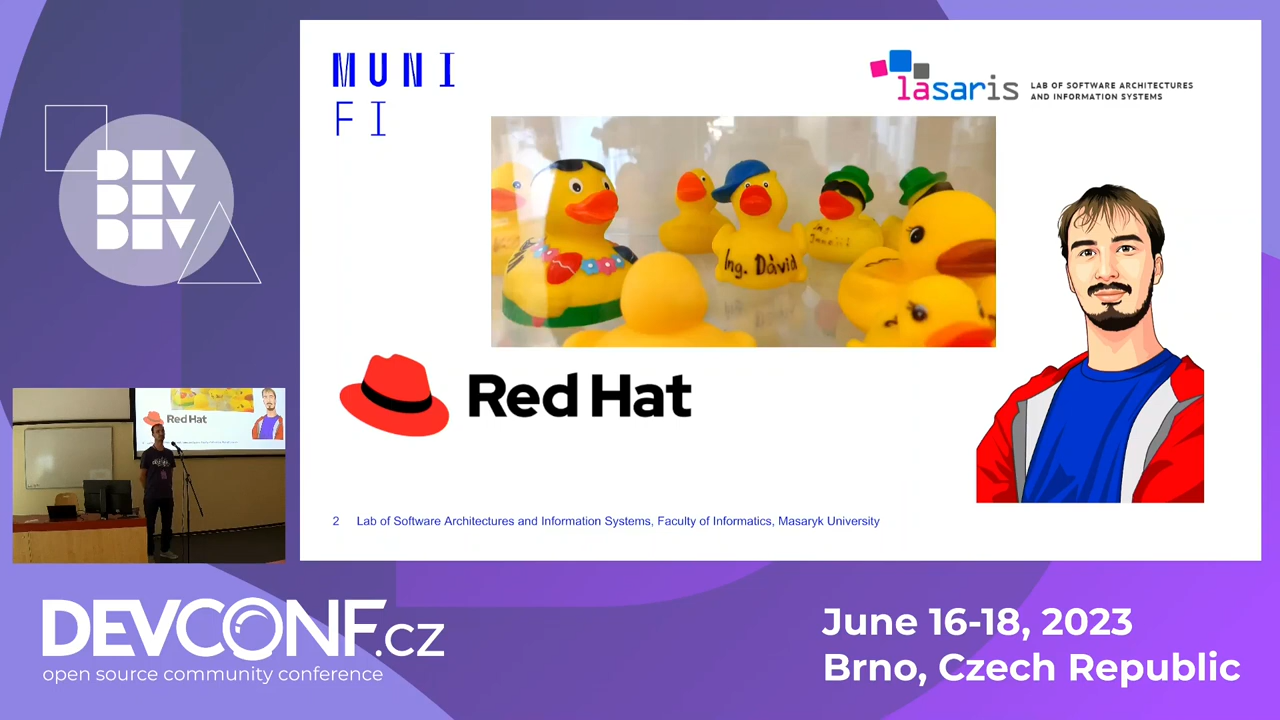 DEV
DEV
DEV
MUNI
FI
lasaris
LAB OF SOFTWARE ARCHITECTURES
AND INFORMATION SYSTEMS
Ing. Dávid
Red Hat
2 Lab of Software Architectures and Information Systems, Faculty of Informatics, Masaryk University
Red Hat
DEVCONF.cz
open source community conference
June 16-18, 2023
Brno, Czech Republic